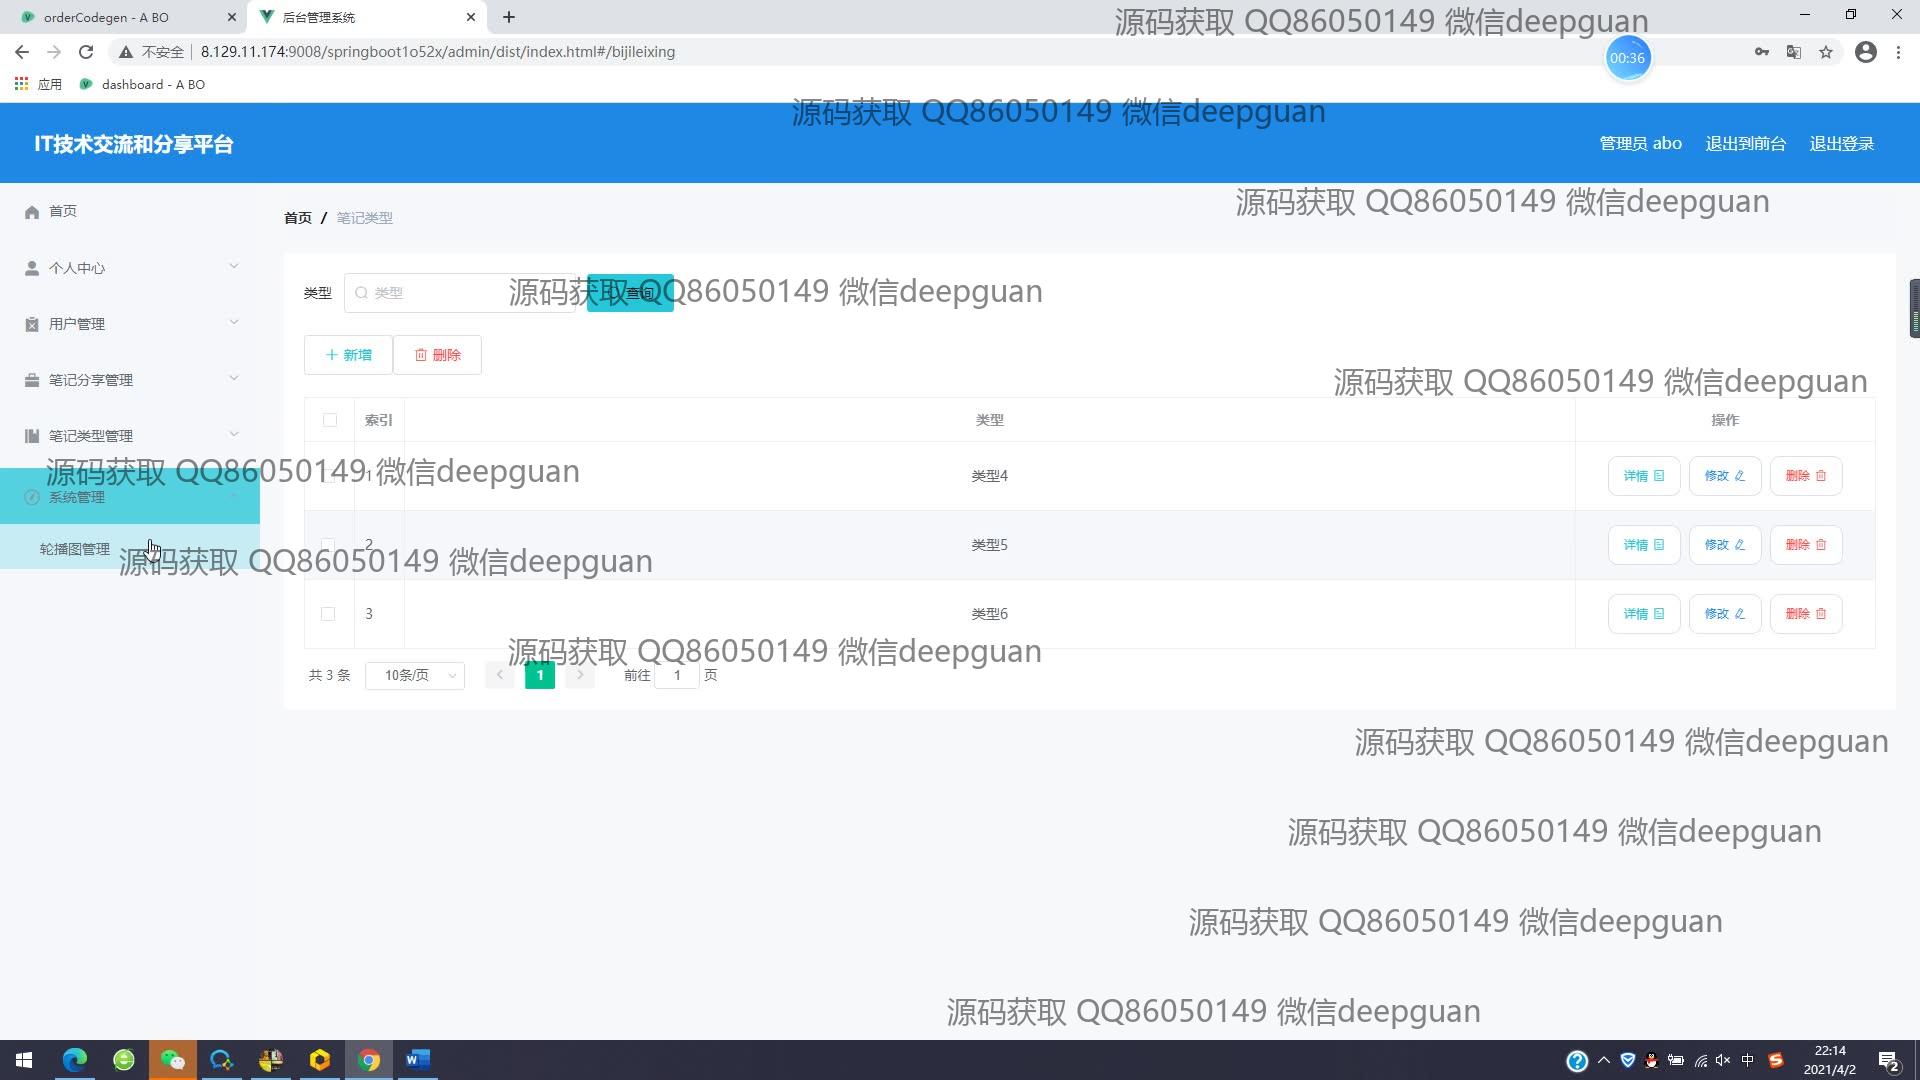 orderCodegen - A BO
后台管理系统
源码获取 QQ86050149 微信deepguan
不安全
8.129.11.174:9008/springboot1o52x/admin/dist/index.html#/bijileixing
00:36
应用
dashboard - A BO
源码获取 QQ86050149 微信deepguan
IT技术交流和分享平台
管理员 abo
退出到前台
退出登录
源码获取 QQ86050149 微信deepguan
首页
首页 / 笔记类型
个人中心
类型
类型
查询
源码获取 QQ86050149 微信deepguan
用户管理
新增
删除
笔记分享管理
源码获取 QQ86050149 微信deepguan
索引
类型
操作
笔记类型管理
源码获取 QQ86050149 微信deepguan
1
类型4
详情
修改
删除
系统管理
轮播图管理
源码获取 QQ86050149 微信deepguan
2
类型5
详情
修改
删除
3
类型6
详情
修改
删除
源码获取 QQ86050149 微信deepguan
共 3 条
10条/页
1
前往 1 页
源码获取 QQ86050149 微信deepguan
源码获取 QQ86050149 微信deepguan
源码获取 QQ86050149 微信deepguan
源码获取 QQ86050149 微信deepguan
中
22:14
2021/4/2
2